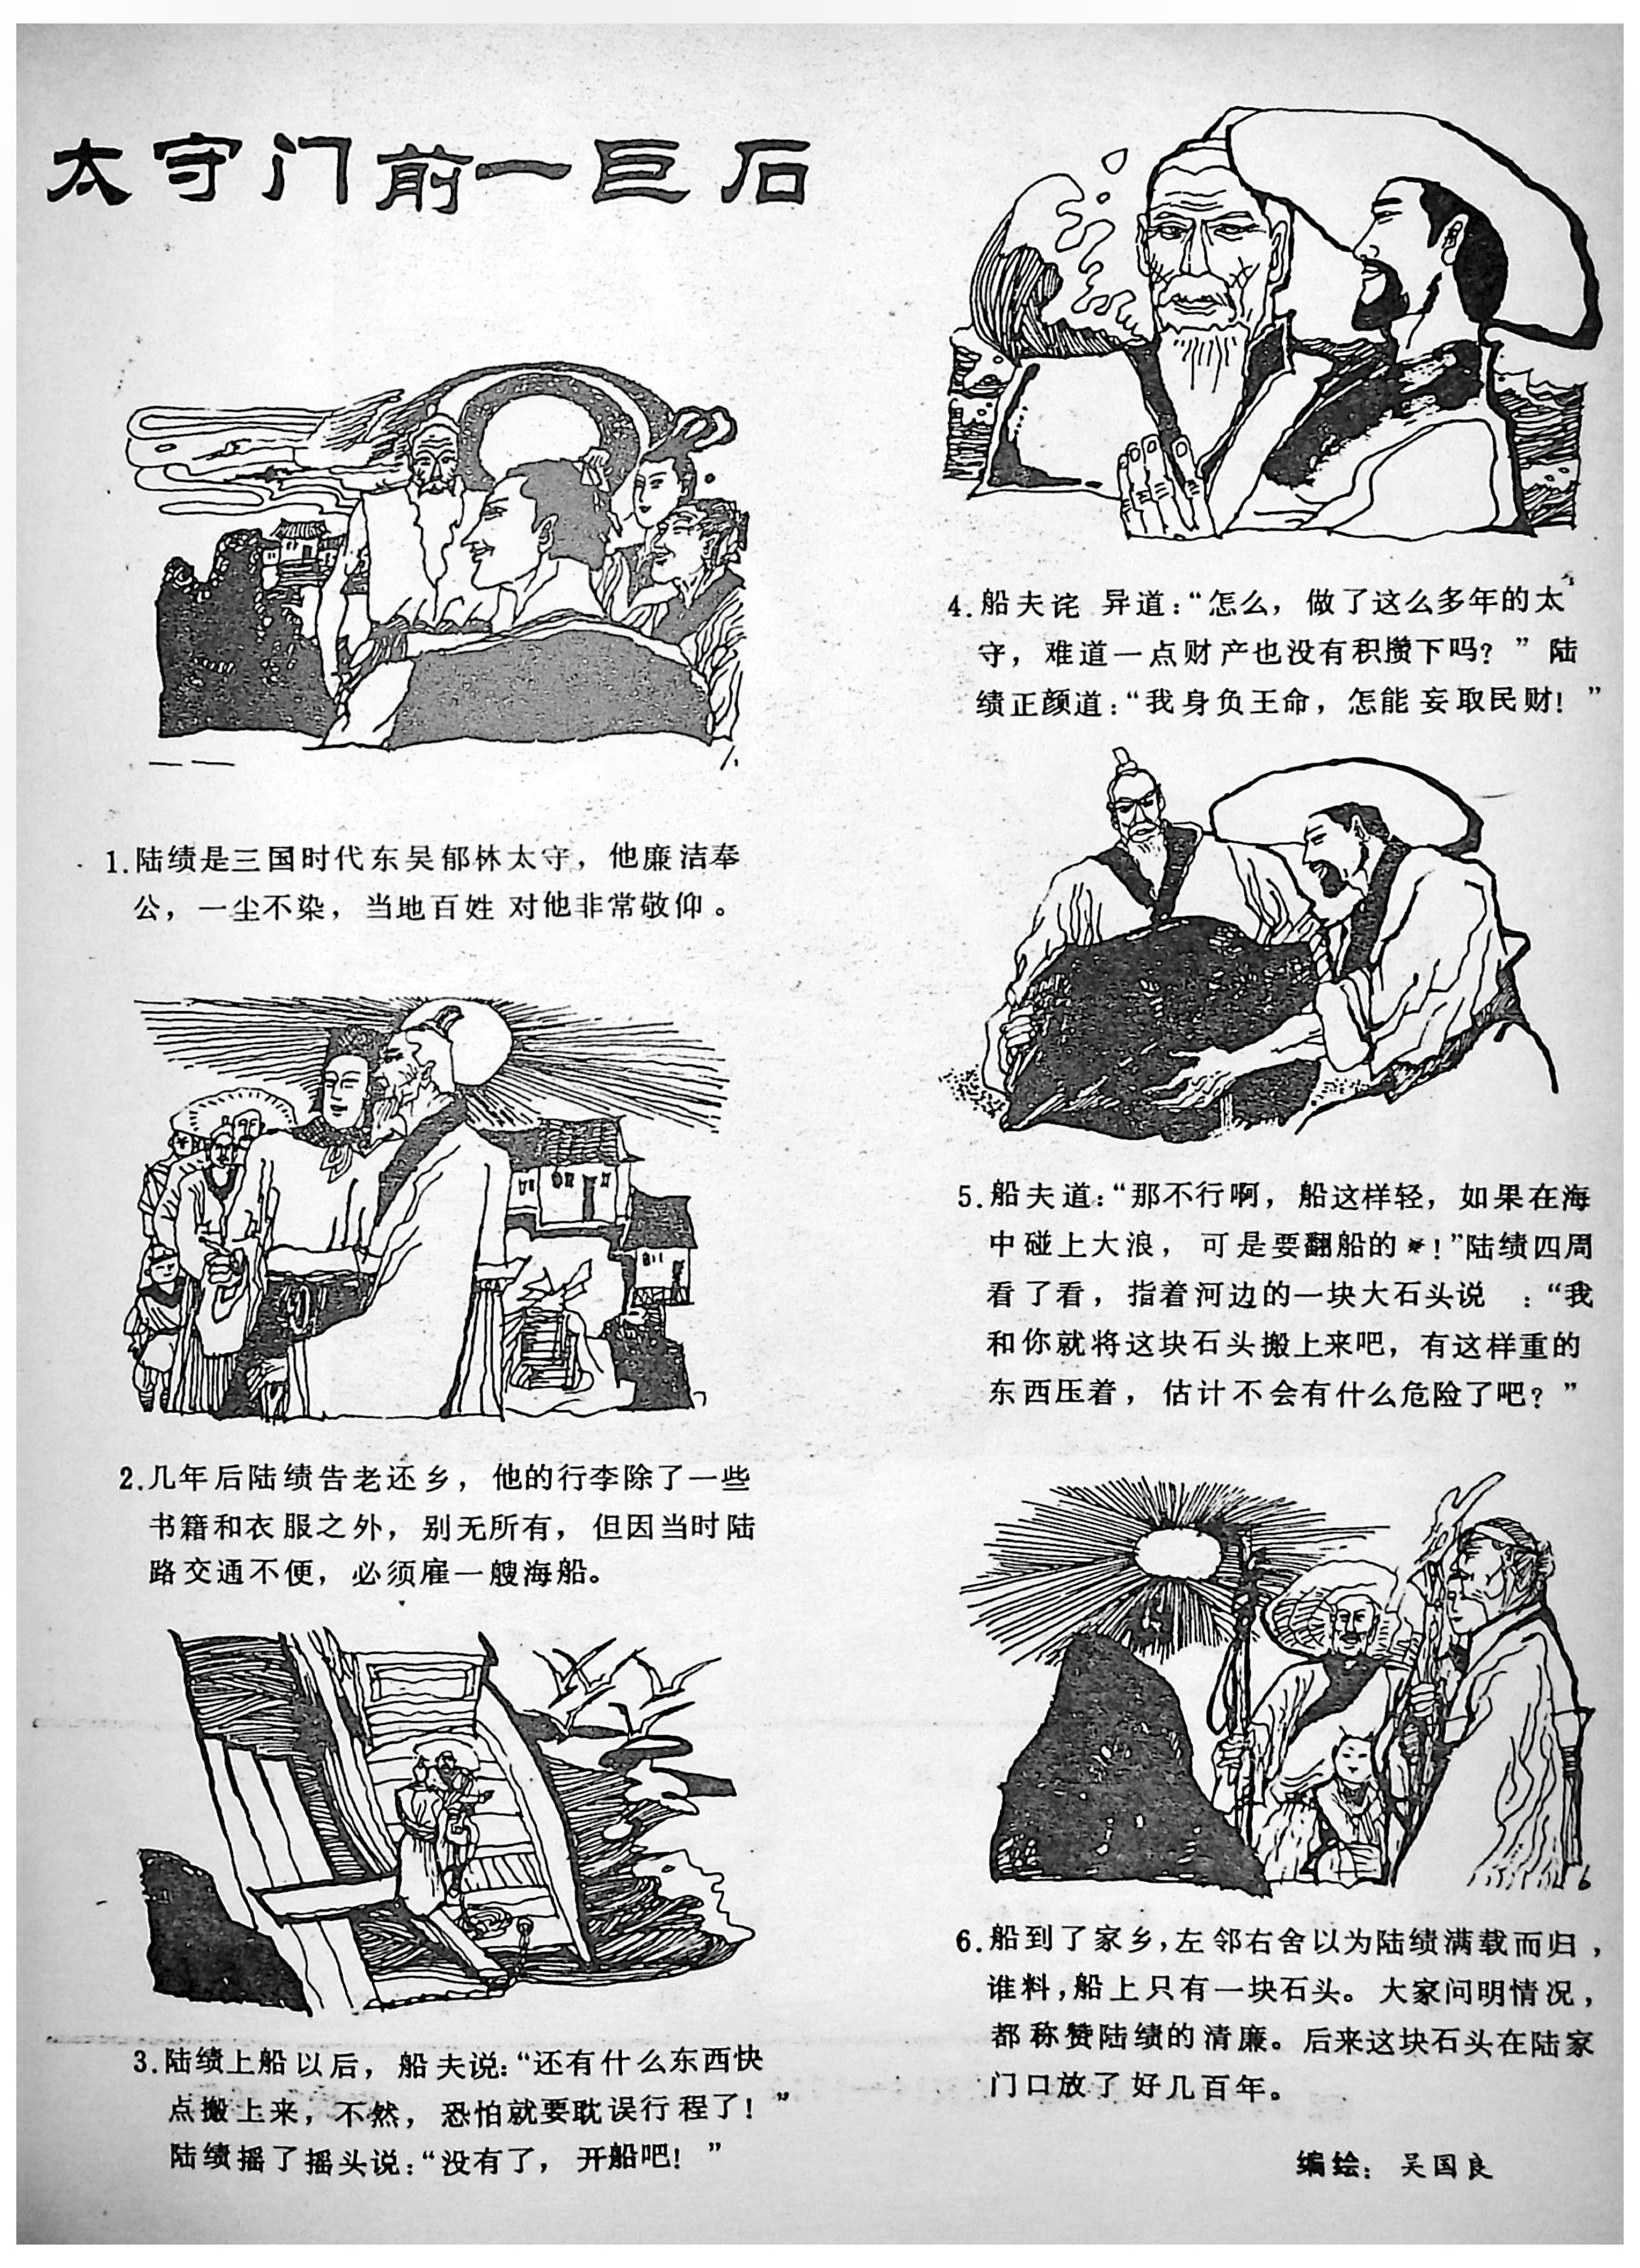 太守门前一巨石
1.陆绩是三国时代东吴郁林太守，他廉洁奉
公，一尘不染，当地百姓对他非常敬仰。
2.几年后陆绩告老还乡，他的行李除了一些
书籍和衣服之外，别无所有，但因当时陆
路交通不便，必须雇一艘海船。
3.陆绩上船以后，船夫说：“还有什么东西快
点搬上来，不然，恐怕就要耽误行程了！”
陆绩摇了摇头说：“没有了，开船吧！”
4.船夫诧异道：“怎么，做了这么多年的太
守，难道一点财产也没有积攒下吗？”陆
绩正颜道：“我身负王命，怎能妄取民财！”
5.船夫道：“那不行啊，船这样轻，如果在海
中碰上大浪，可是要翻船的！”陆绩四周
看了看，指着河边的一块大石头说：“我
和你就将这块石头搬上来吧，有这样重的
东西压着，估计不会有什么危险了吧？”
6
6.船到了家乡，左邻右舍以为陆绩满载而归，
谁料，船上只有一块石头。大家问明情况，
都称赞陆绩的清廉。后来这块石头在陆家
门口放了好几百年。
编绘：吴国良